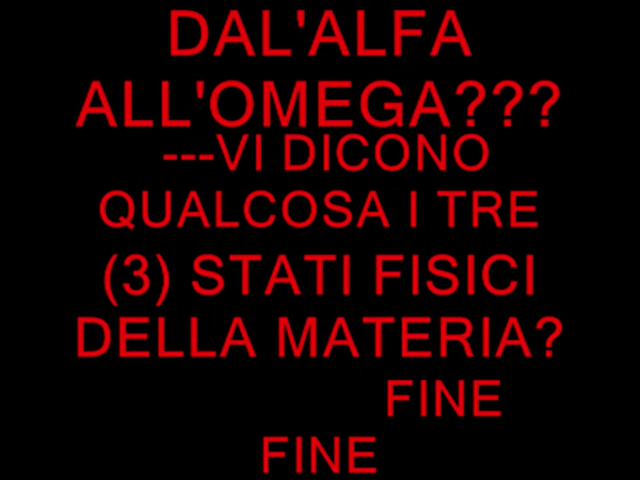 DAL'ALFA
ALL'OMEGA???
---VI DICONO
QUALCOSA I TRE
(3) STATI FISICI
DELLA MATERIA?
FINE
FINE